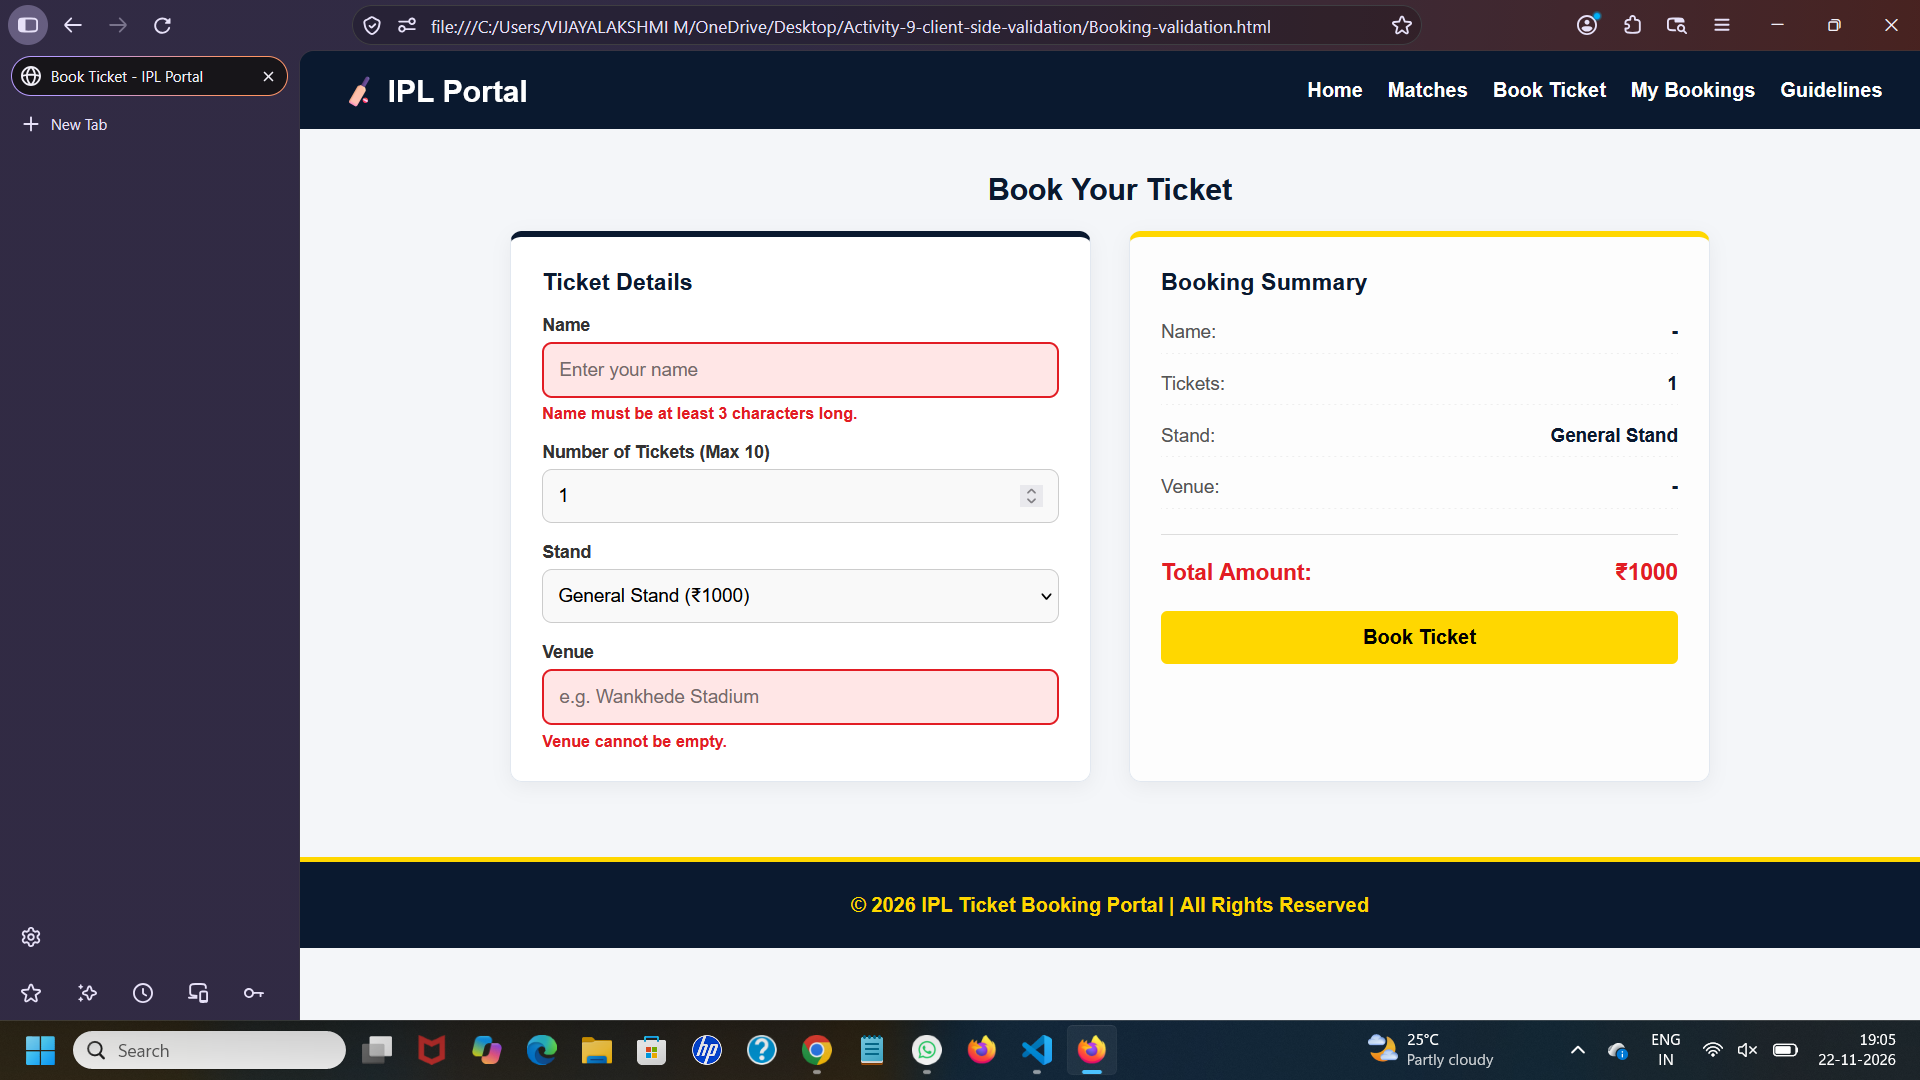 file:///C:/Users/VIJAYALAKSHMI M/OneDrive/Desktop/Activity-9-client-side-validation/Booking-validation.html
Book Ticket - IPL Portal
New Tab
IPL Portal
Home Matches Book Ticket My Bookings Guidelines
Book Your Ticket
Ticket Details
Name
Enter your name
Name must be at least 3 characters long.
Number of Tickets (Max 10)
1
Stand
General Stand (₹1000)
Venue
e.g. Wankhede Stadium
Venue cannot be empty.
Booking Summary
Name: -
Tickets: 1
Stand: General Stand
Venue: -
Total Amount: ₹1000
Book Ticket
© 2026 IPL Ticket Booking Portal | All Rights Reserved
Search
hp
25°C
Partly cloudy
ENG
IN
19:05
22-11-2026